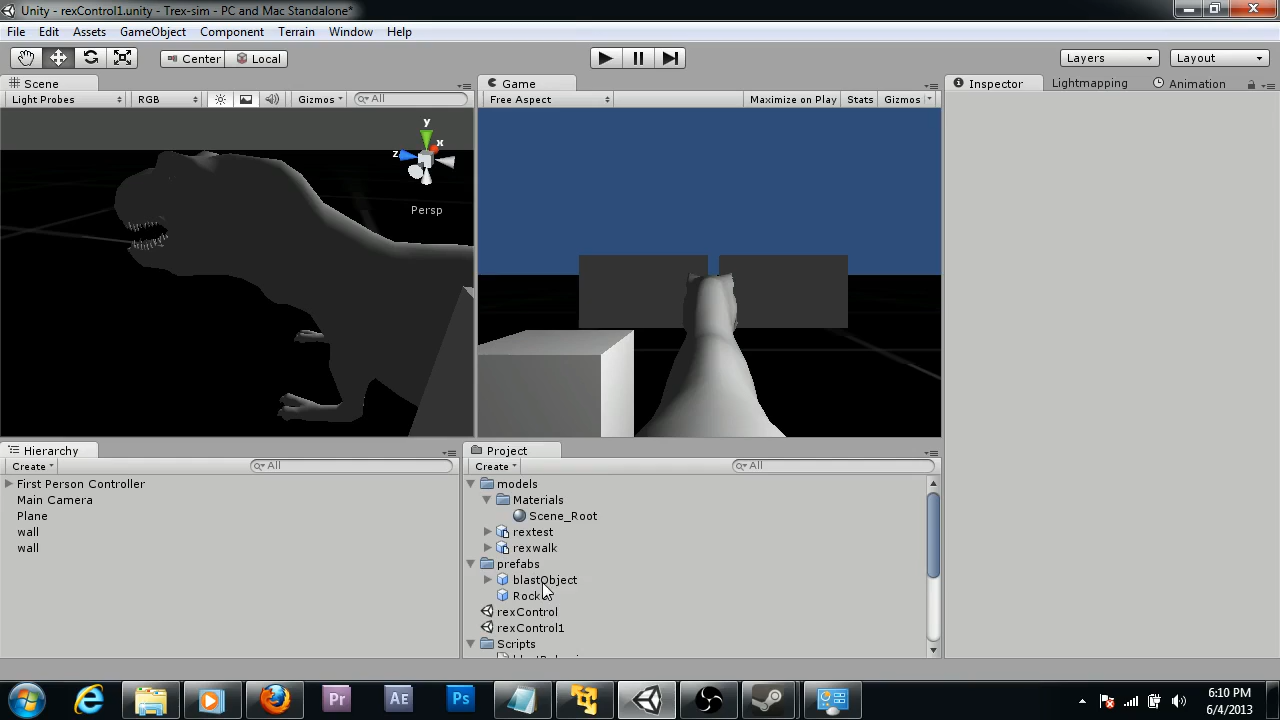 Unity - rexControl1.unity - Trex-sim - PC and Mac Standalone*
File Edit Assets GameObject Component Terrain Window Help
Center Local Layers Layout
Scene Game Inspector Lightmapping Animation
Light Probes RGB Gizmos All Free Aspect Maximize on Play Stats Gizmos
y
x
z
Persp
Hierarchy Project
Create All Create All
First Person Controller
Main Camera
Plane
wall
wall
models
Materials
Scene_Root
rextest
rexwalk
prefabs
blastObject
rexControl
rexControl1
Scripts
Pr Ae Ps
6:10 PM
6/4/2013